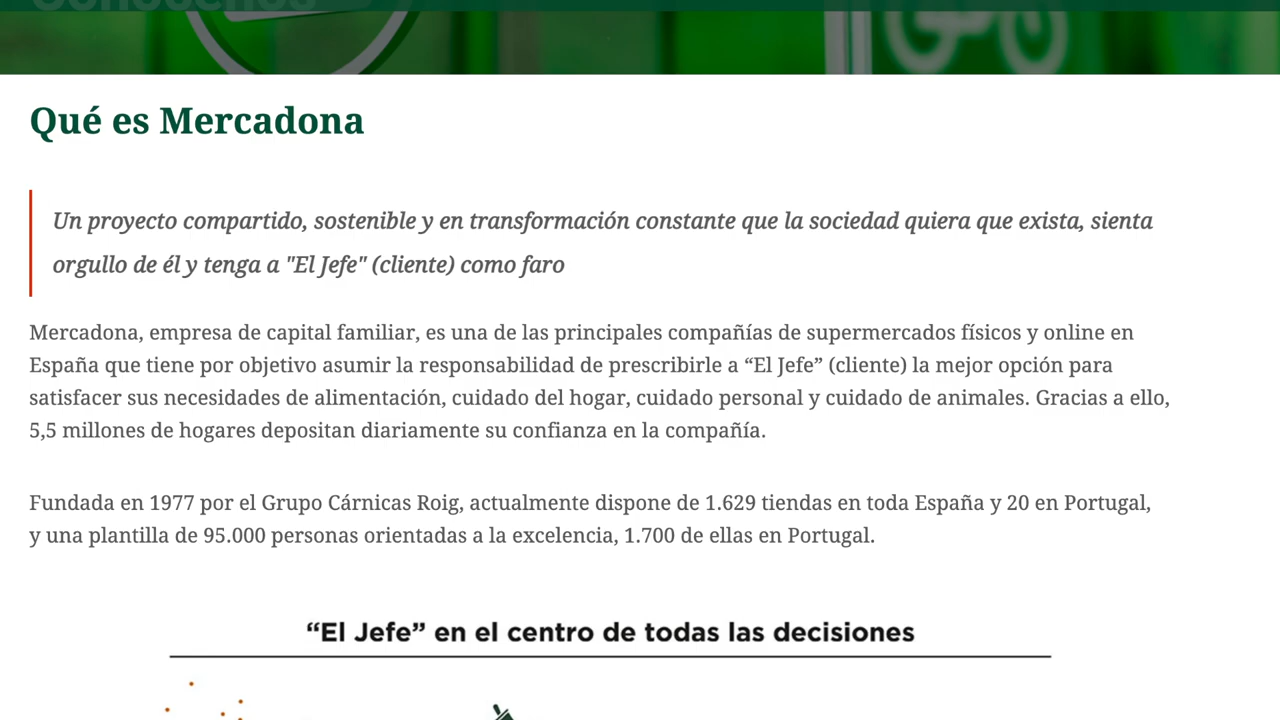 Conócenos
Qué es Mercadona
Un proyecto compartido, sostenible y en transformación constante que la sociedad quiera que exista, sienta
orgullo de él y tenga a "El Jefe" (cliente) como faro
Mercadona, empresa de capital familiar, es una de las principales compañías de supermercados físicos y online en
España que tiene por objetivo asumir la responsabilidad de prescribirle a “El Jefe” (cliente) la mejor opción para
satisfacer sus necesidades de alimentación, cuidado del hogar, cuidado personal y cuidado de animales. Gracias a ello,
5,5 millones de hogares depositan diariamente su confianza en la compañía.
Fundada en 1977 por el Grupo Cárnicas Roig, actualmente dispone de 1.629 tiendas en toda España y 20 en Portugal,
y una plantilla de 95.000 personas orientadas a la excelencia, 1.700 de ellas en Portugal.
“El Jefe” en el centro de todas las decisiones